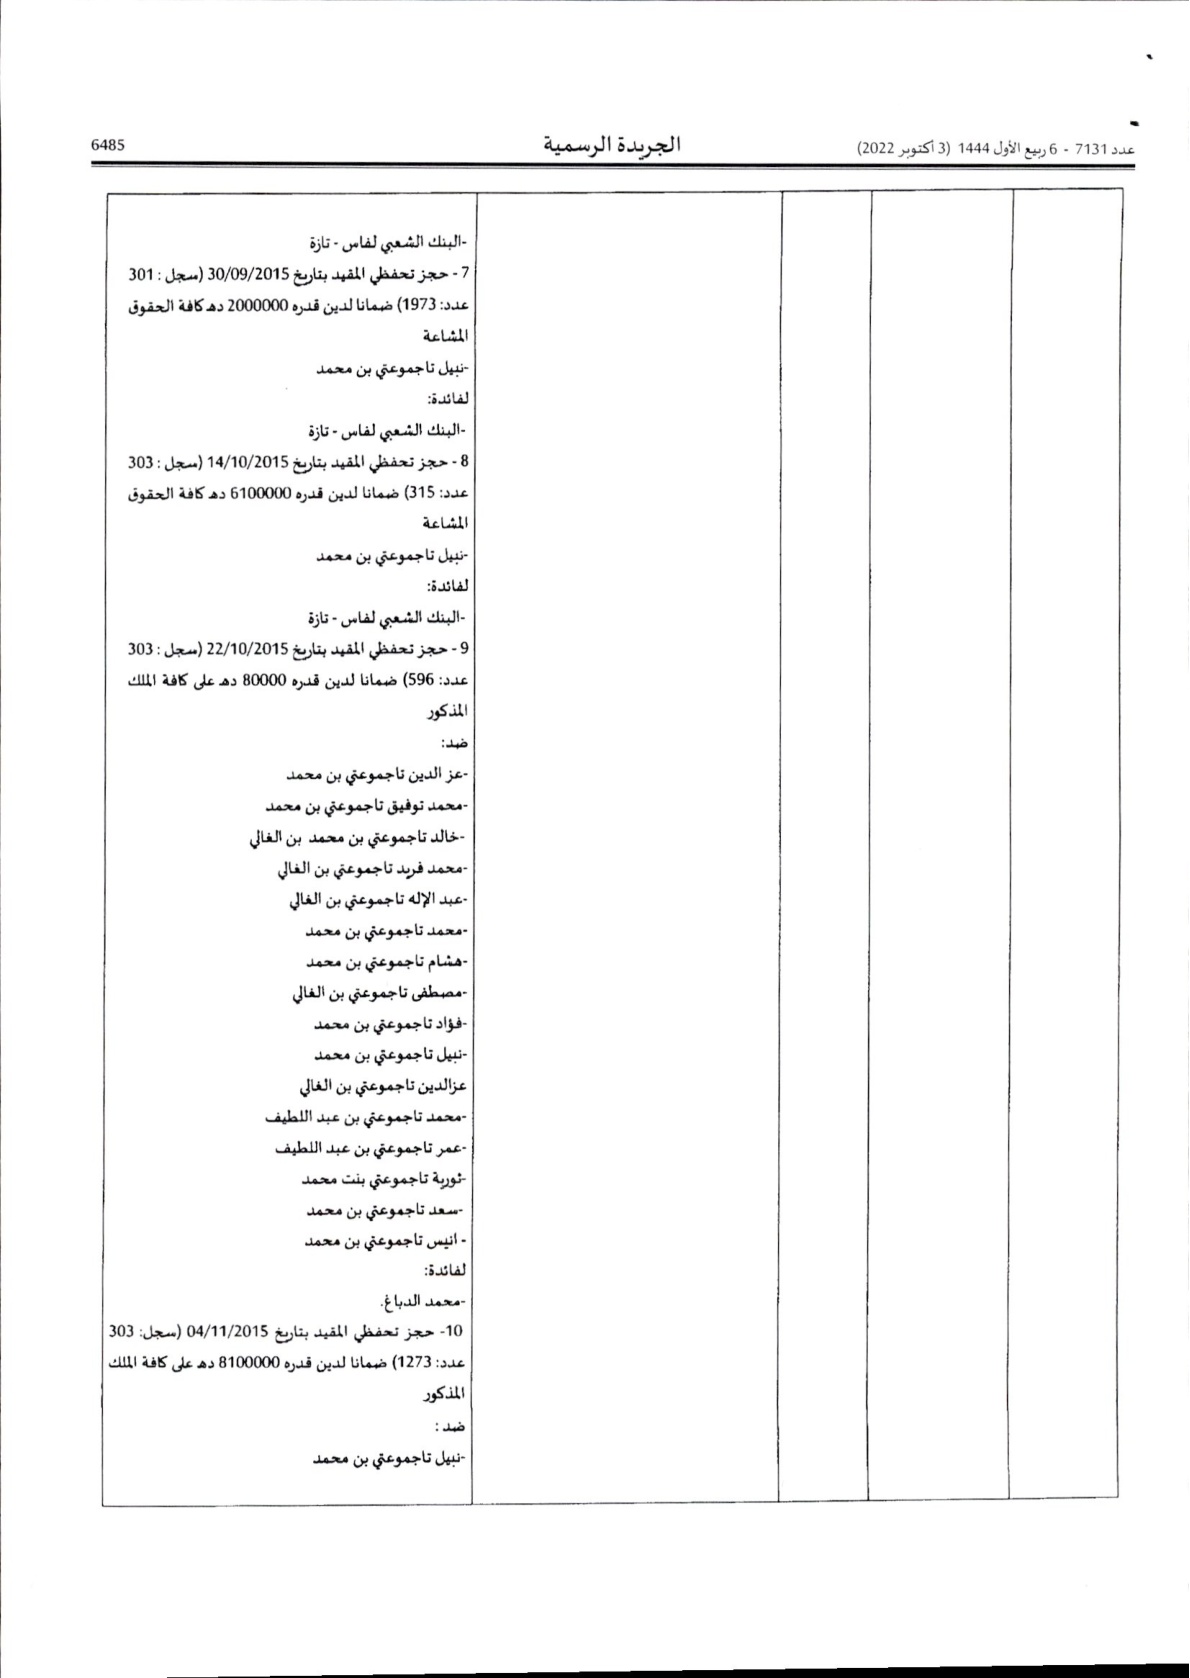 عدد 7131 - 6 ربيع الأول 1444 (3 أكتوبر 2022)
الجريدة الرسمية
6485
-البنك الشعبي لفاس - تازة
7 - حجز تحفظي المقيد بتاريخ 30/09/2015 (سجل : 301
عدد: 1973) ضمانا لدين قدره 2000000 دهـ كافة الحقوق
المشاعة
-نبيل تاجموعتي بن محمد
لفائدة:
-البنك الشعبي لفاس - تازة
8 - حجز تحفظي المقيد بتاريخ 14/10/2015 (سجل : 303
عدد: 315) ضمانا لدين قدره 6100000 دهـ كافة الحقوق
المشاعة
-نبيل تاجموعتي بن محمد
لفائدة:
-البنك الشعبي لفاس - تازة
9 - حجز تحفظي المقيد بتاريخ 22/10/2015 (سجل : 303
عدد: 596) ضمانا لدين قدره 80000 دهـ على كافة الملك
المذكور
ضد:
-عز الدين تاجموعتي بن محمد
-محمد توفيق تاجموعتي بن محمد
-خالد تاجموعتي بن محمد بن الغالي
-محمد فريد تاجموعتي بن الغالي
-عبد الإله تاجموعتي بن الغالي
-محمد تاجموعتي بن محمد
-هشام تاجموعتي بن محمد
-مصطفى تاجموعتي بن الغالي
-فؤاد تاجموعتي بن محمد
-نبيل تاجموعتي بن محمد
عزالدين تاجموعتي بن الغالي
-محمد تاجموعتي بن عبد اللطيف
-عمر تاجموعتي بن عبد اللطيف
-ثورية تاجموعتي بنت محمد
-سعد تاجموعتي بن محمد
- انيس تاجموعتي بن محمد
لفائدة:
-محمد الدباغ.
10- حجز تحفظي المقيد بتاريخ 04/11/2015 (سجل: 303
عدد: 1273) ضمانا لدين قدره 8100000 دهـ على كافة الملك
المذكور
ضد :
-نبيل تاجموعتي بن محمد